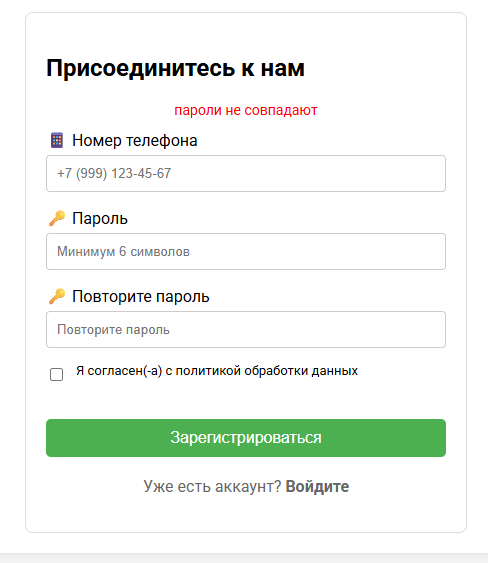 Присоединитесь к нам
пароли не совпадают
Номер телефона
+7 (999) 123-45-67
Пароль
Минимум 6 символов
Повторите пароль
Повторите пароль
Я согласен(-а) с политикой обработки данных
Зарегистрироваться
Уже есть аккаунт? Войдите